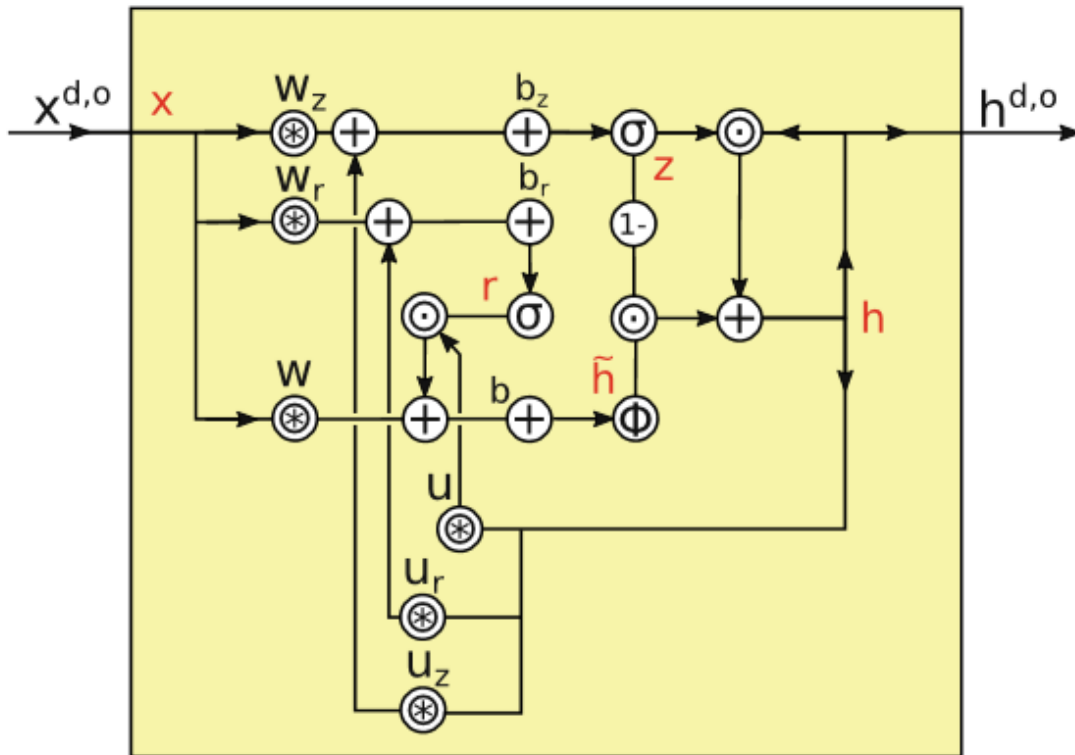 x^{d,o} x w_z b_z h^{d,o}
+ + σ
z
w_r b_r
+ + 1-
r σ + h
w b h̃
+ + Φ
u
u_r
u_z